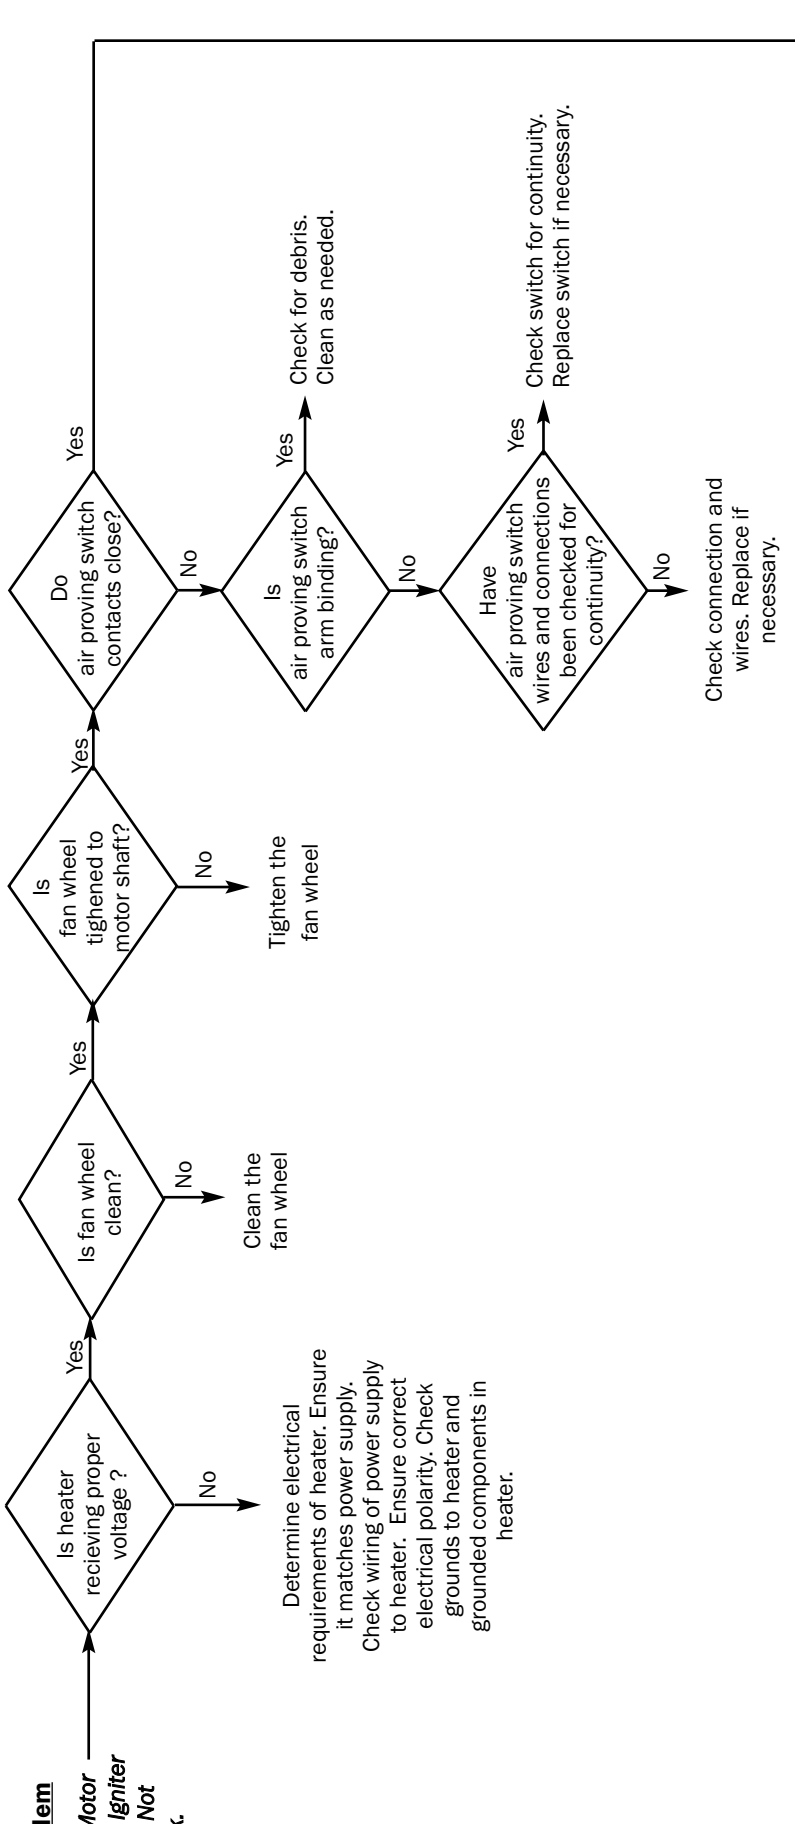 Igniter
Not
Is heater
recieving proper
voltage ?
Yes
No
Determine electrical
requirements of heater. Ensure
it matches power supply.
Check wiring of power supply
to heater. Ensure correct
electrical polarity. Check
grounds to heater and
grounded components in
heater.
Is fan wheel
clean?
Yes
No
Clean the
fan wheel
Is
fan wheel
tighened to
motor shaft?
Yes
No
Tighten the
fan wheel
Do
air proving switch
contacts close?
Yes
No
Is
air proving switch
arm binding?
Yes
Check for debris.
Clean as needed.
No
Have
air proving switch
wires and connections
been checked for
continuity?
Yes
Check switch for continuity.
Replace switch if necessary.
No
Check connection and
wires. Replace if
necessary.